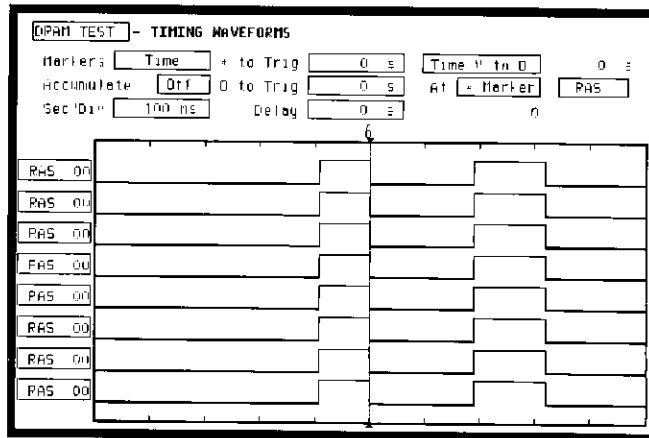 DRAM TEST - TIMING WAVEFORMS
Markers Time * to Trig 0 s Time * to O 0 s
Accumulate Off O to Trig 0 s At * Marker RAS
Sec/Div 100 ns Delay 0 s 0
RAS 00
RAS 00
RAS 00
RAS 00
RAS 00
RAS 00
RAS 00
RAS 00